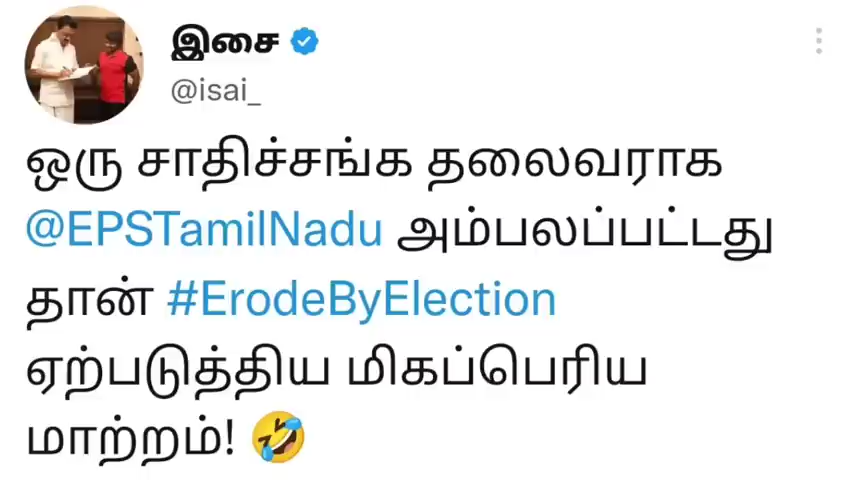 இசை
@isai_
ஒரு சாதிச்சங்க தலைவராக
@EPSTamilNadu அம்பலப்பட்டது
தான் #ErodeByElection
ஏற்படுத்திய மிகப்பெரிய
மாற்றம்! 🤣